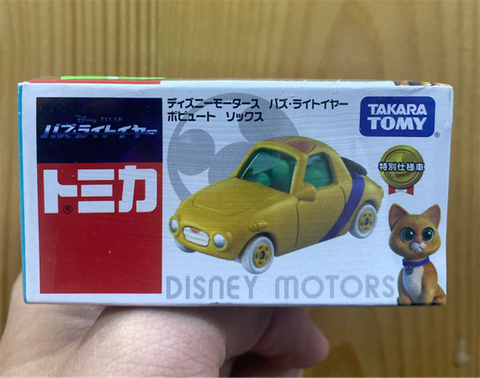 Disney PIXAR
バズ・ライトイヤー
トミカ
ディズニーモータース バズ・ライトイヤー
ポピュート ソックス
TAKARA
TOMY
特別仕様車
DISNEY MOTORS